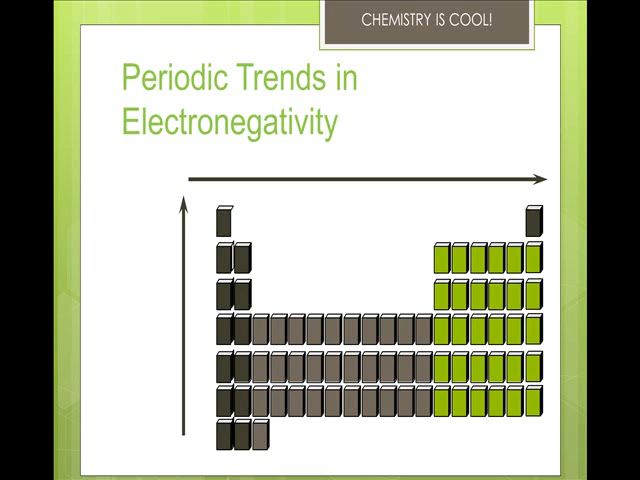 CHEMISTRY IS COOL!
Periodic Trends in
Electronegativity